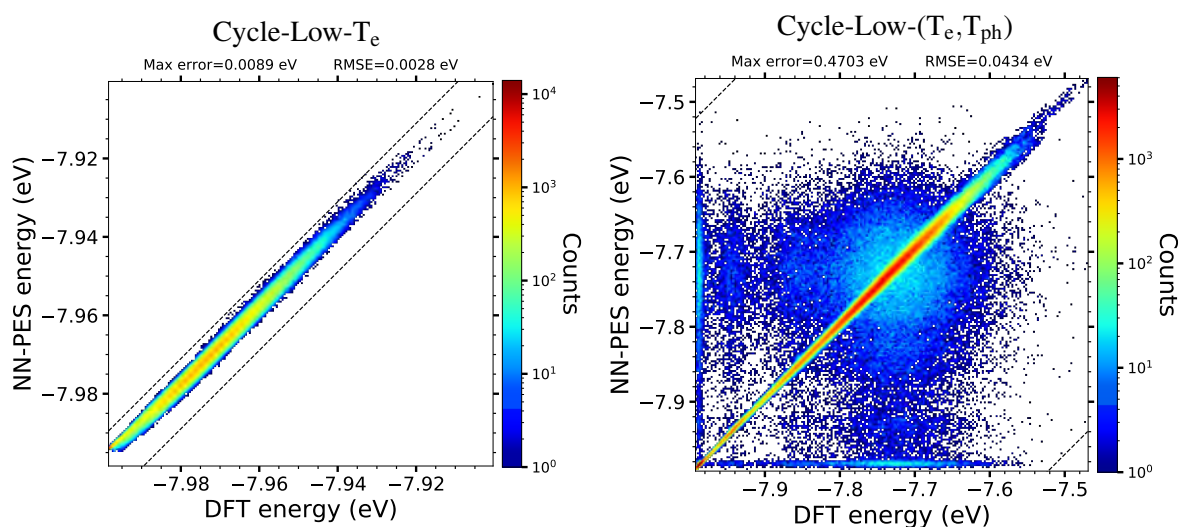 Cycle-Low-Te
Max error=0.0089 eV RMSE=0.0028 eV
−7.92
−7.94
−7.96
−7.98
NN-PES energy (eV)
−7.98 −7.96 −7.94 −7.92
DFT energy (eV)
10⁴
10³
10²
10¹
10⁰
Counts
Cycle-Low-(Te,Tph)
Max error=0.4703 eV RMSE=0.0434 eV
−7.5
−7.6
−7.7
−7.8
−7.9
NN-PES energy (eV)
−7.9 −7.8 −7.7 −7.6 −7.5
DFT energy (eV)
10³
10²
10¹
10⁰
Counts